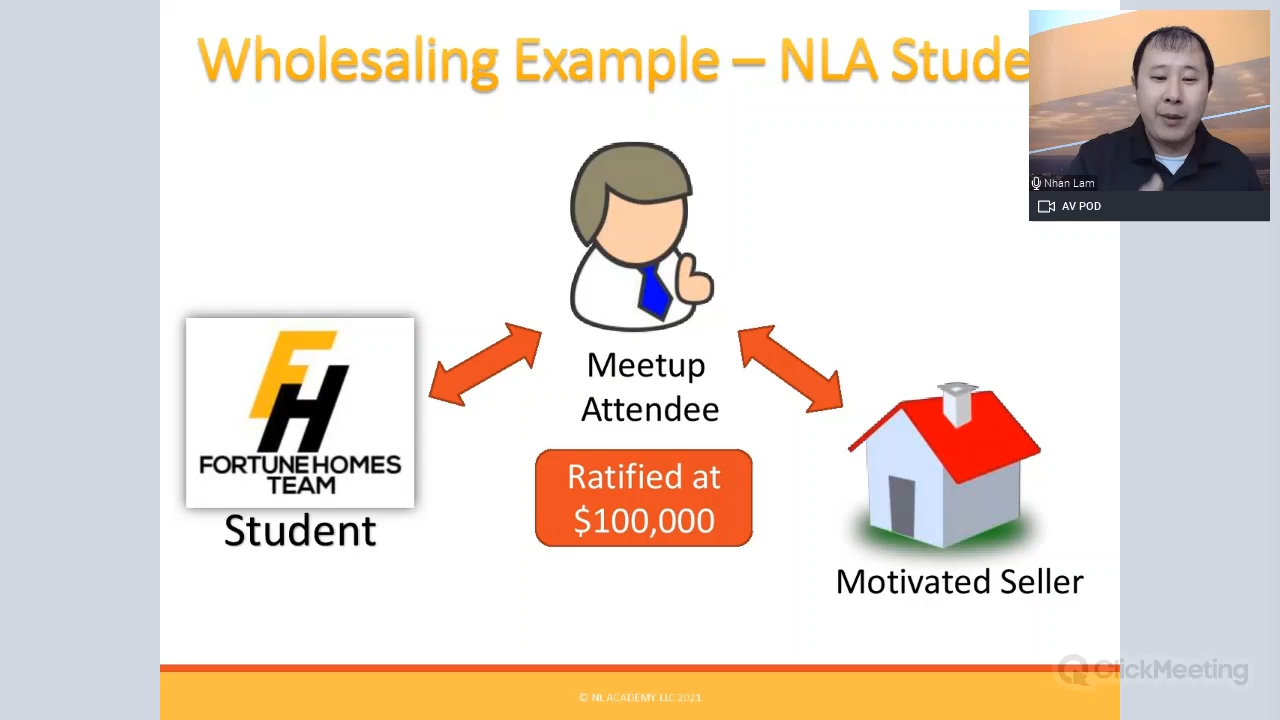 Wholesaling Example – NLA Stude
Nhan Lam
AV POD
Meetup
Attendee
Ratified at
$100,000
FH
FORTUNE HOMES
TEAM
Student
Motivated Seller
ClickMeeting
© NL ACADEMY LLC 2021